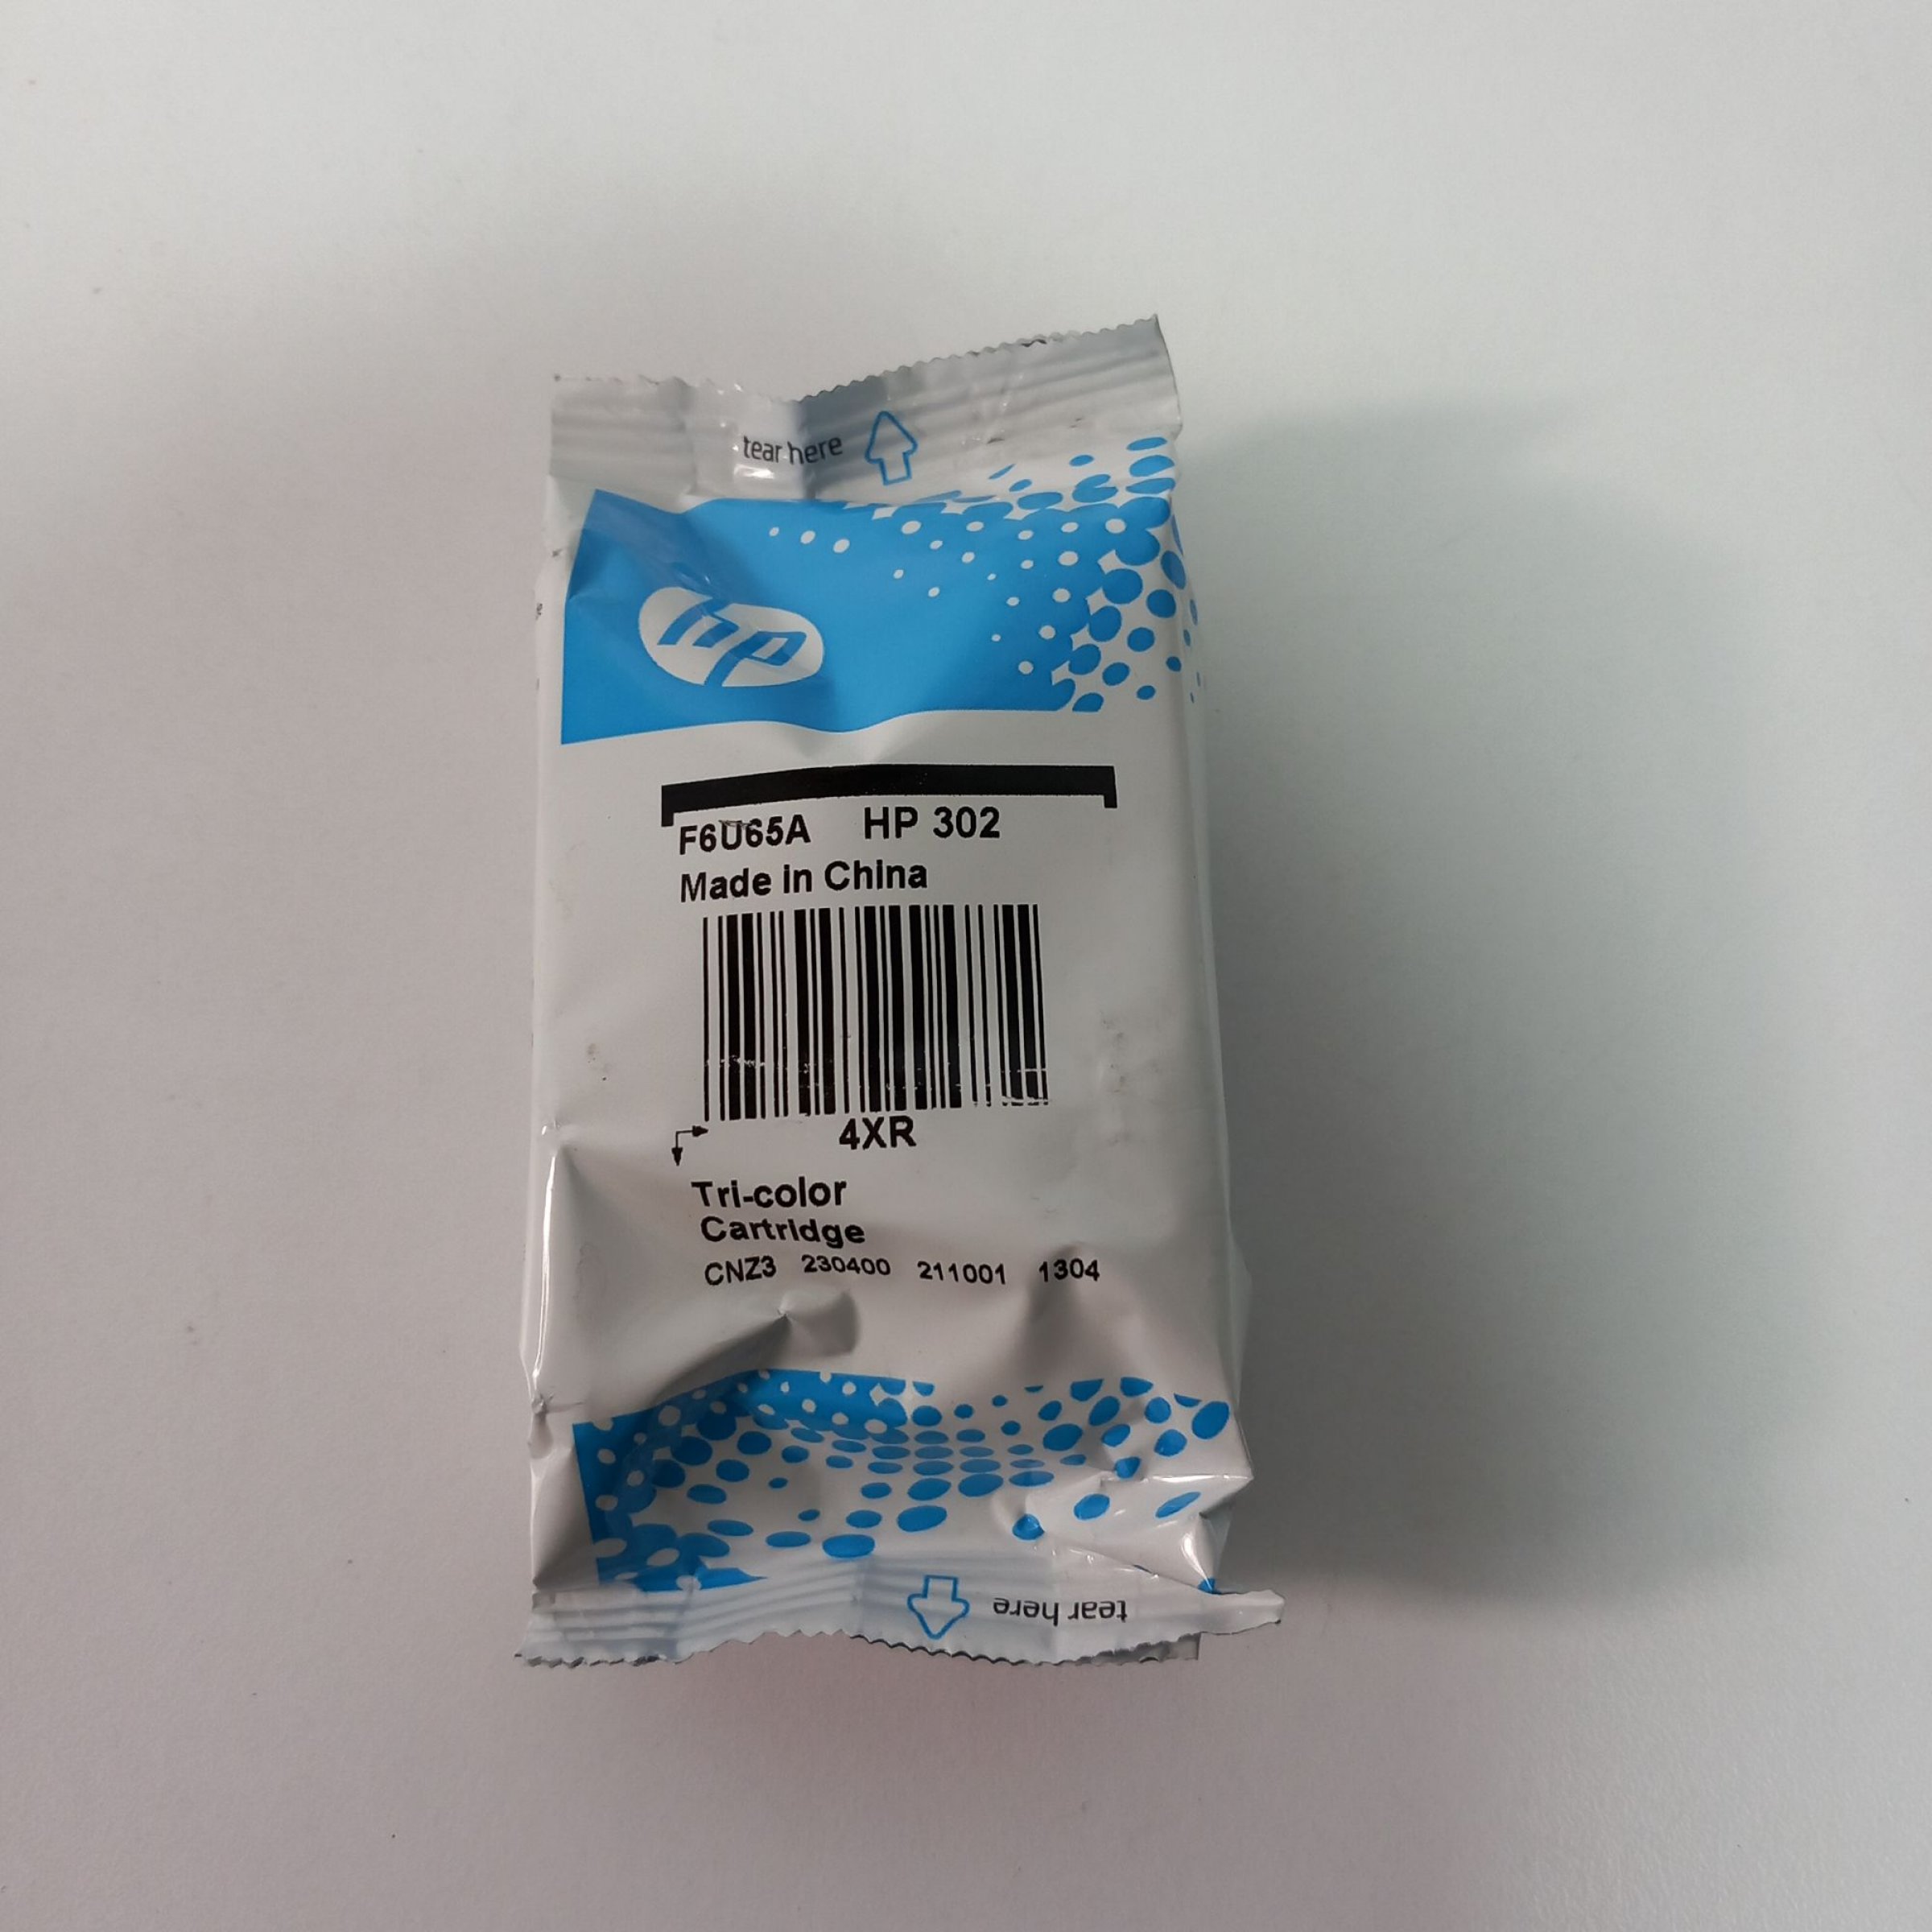 tear here
hp
F6U65A HP 302
Made in China
4XR
Tri-color
Cartridge
CNZ3 230400 211001 1304
tear here